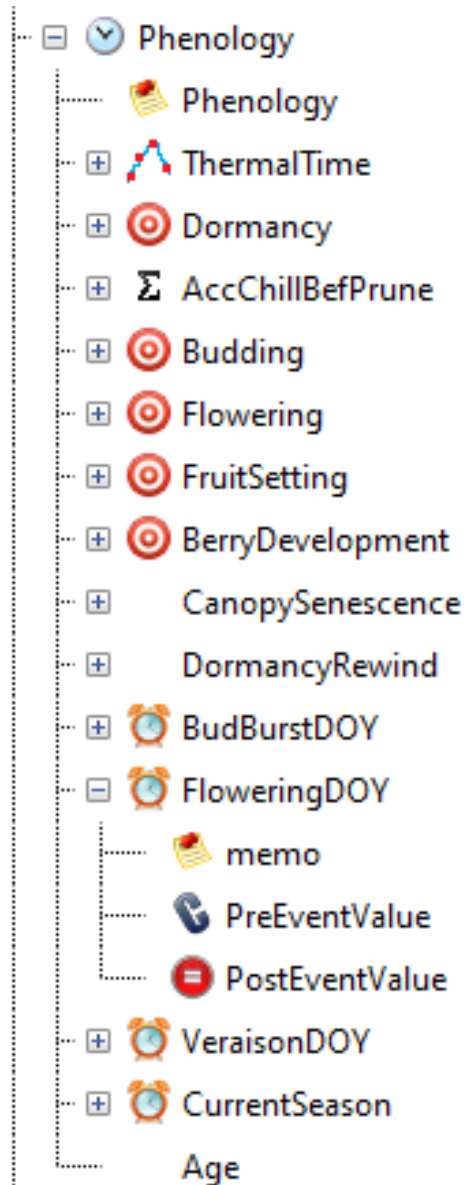 Phenology
Phenology
ThermalTime
Dormancy
Σ AccChillBefPrune
Budding
Flowering
FruitSetting
BerryDevelopment
CanopySenescence
DormancyRewind
BudBurstDOY
FloweringDOY
memo
PreEventValue
PostEventValue
VeraisonDOY
CurrentSeason
Age